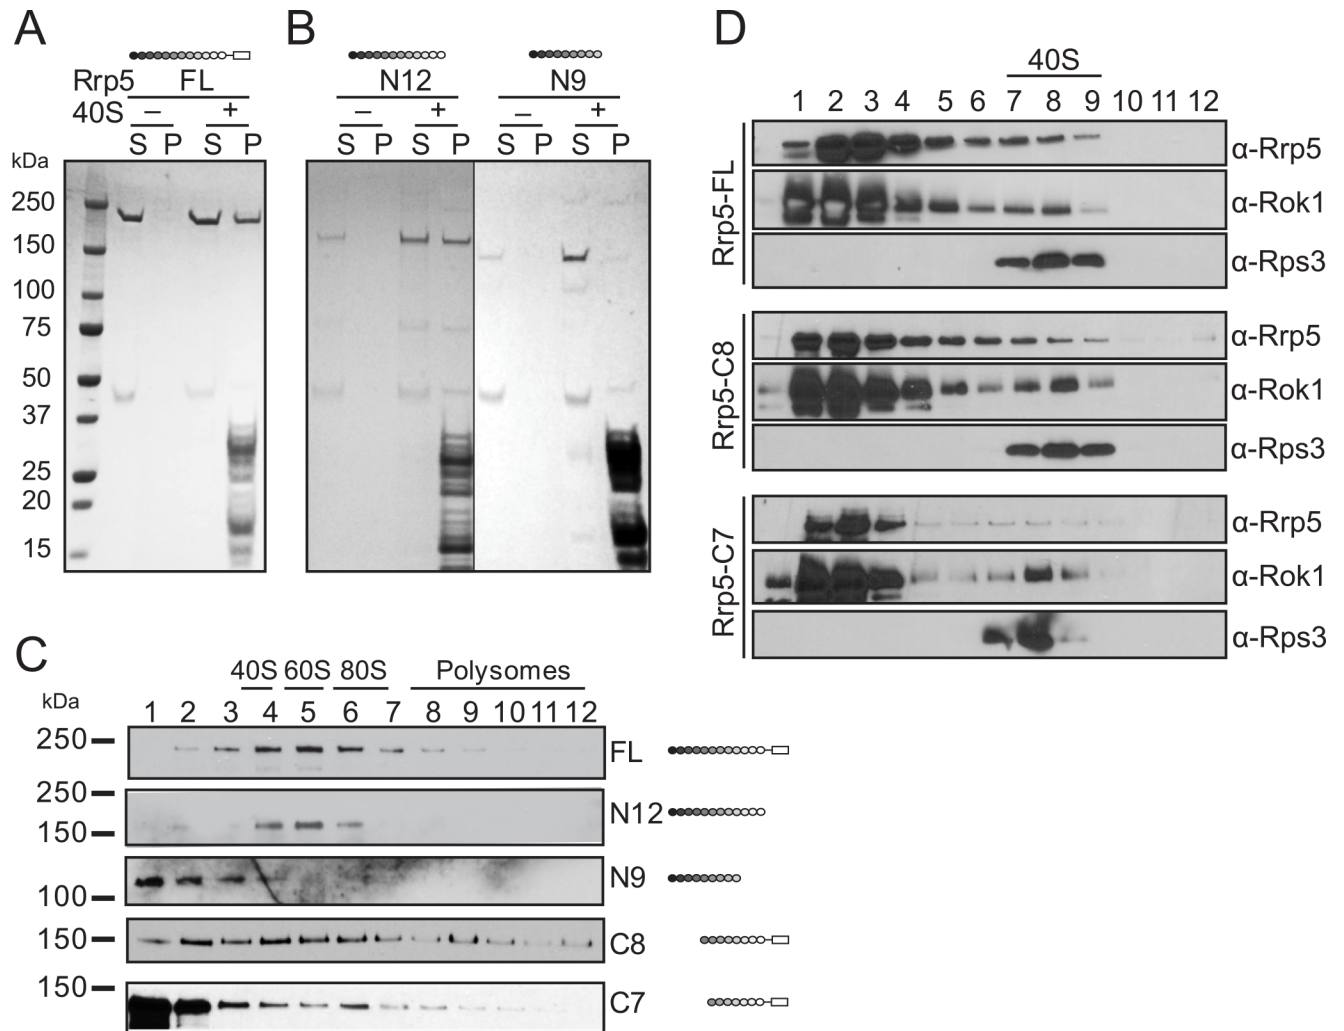 A
Rrp5 FL
40S – +
S P S P
kDa
250
150
100
75
50
37
25
20
15
B
N12 N9
– + – +
S P S P S P S P
C
40S 60S 80S Polysomes
kDa
1 2 3 4 5 6 7 8 9 10 11 12
250 FL
250
150 N12
100 N9
150 C8
150 C7
D
40S
1 2 3 4 5 6 7 8 9 10 11 12
Rrp5-FL
α-Rrp5
α-Rok1
α-Rps3
Rrp5-C8
α-Rrp5
α-Rok1
α-Rps3
Rrp5-C7
α-Rrp5
α-Rok1
α-Rps3